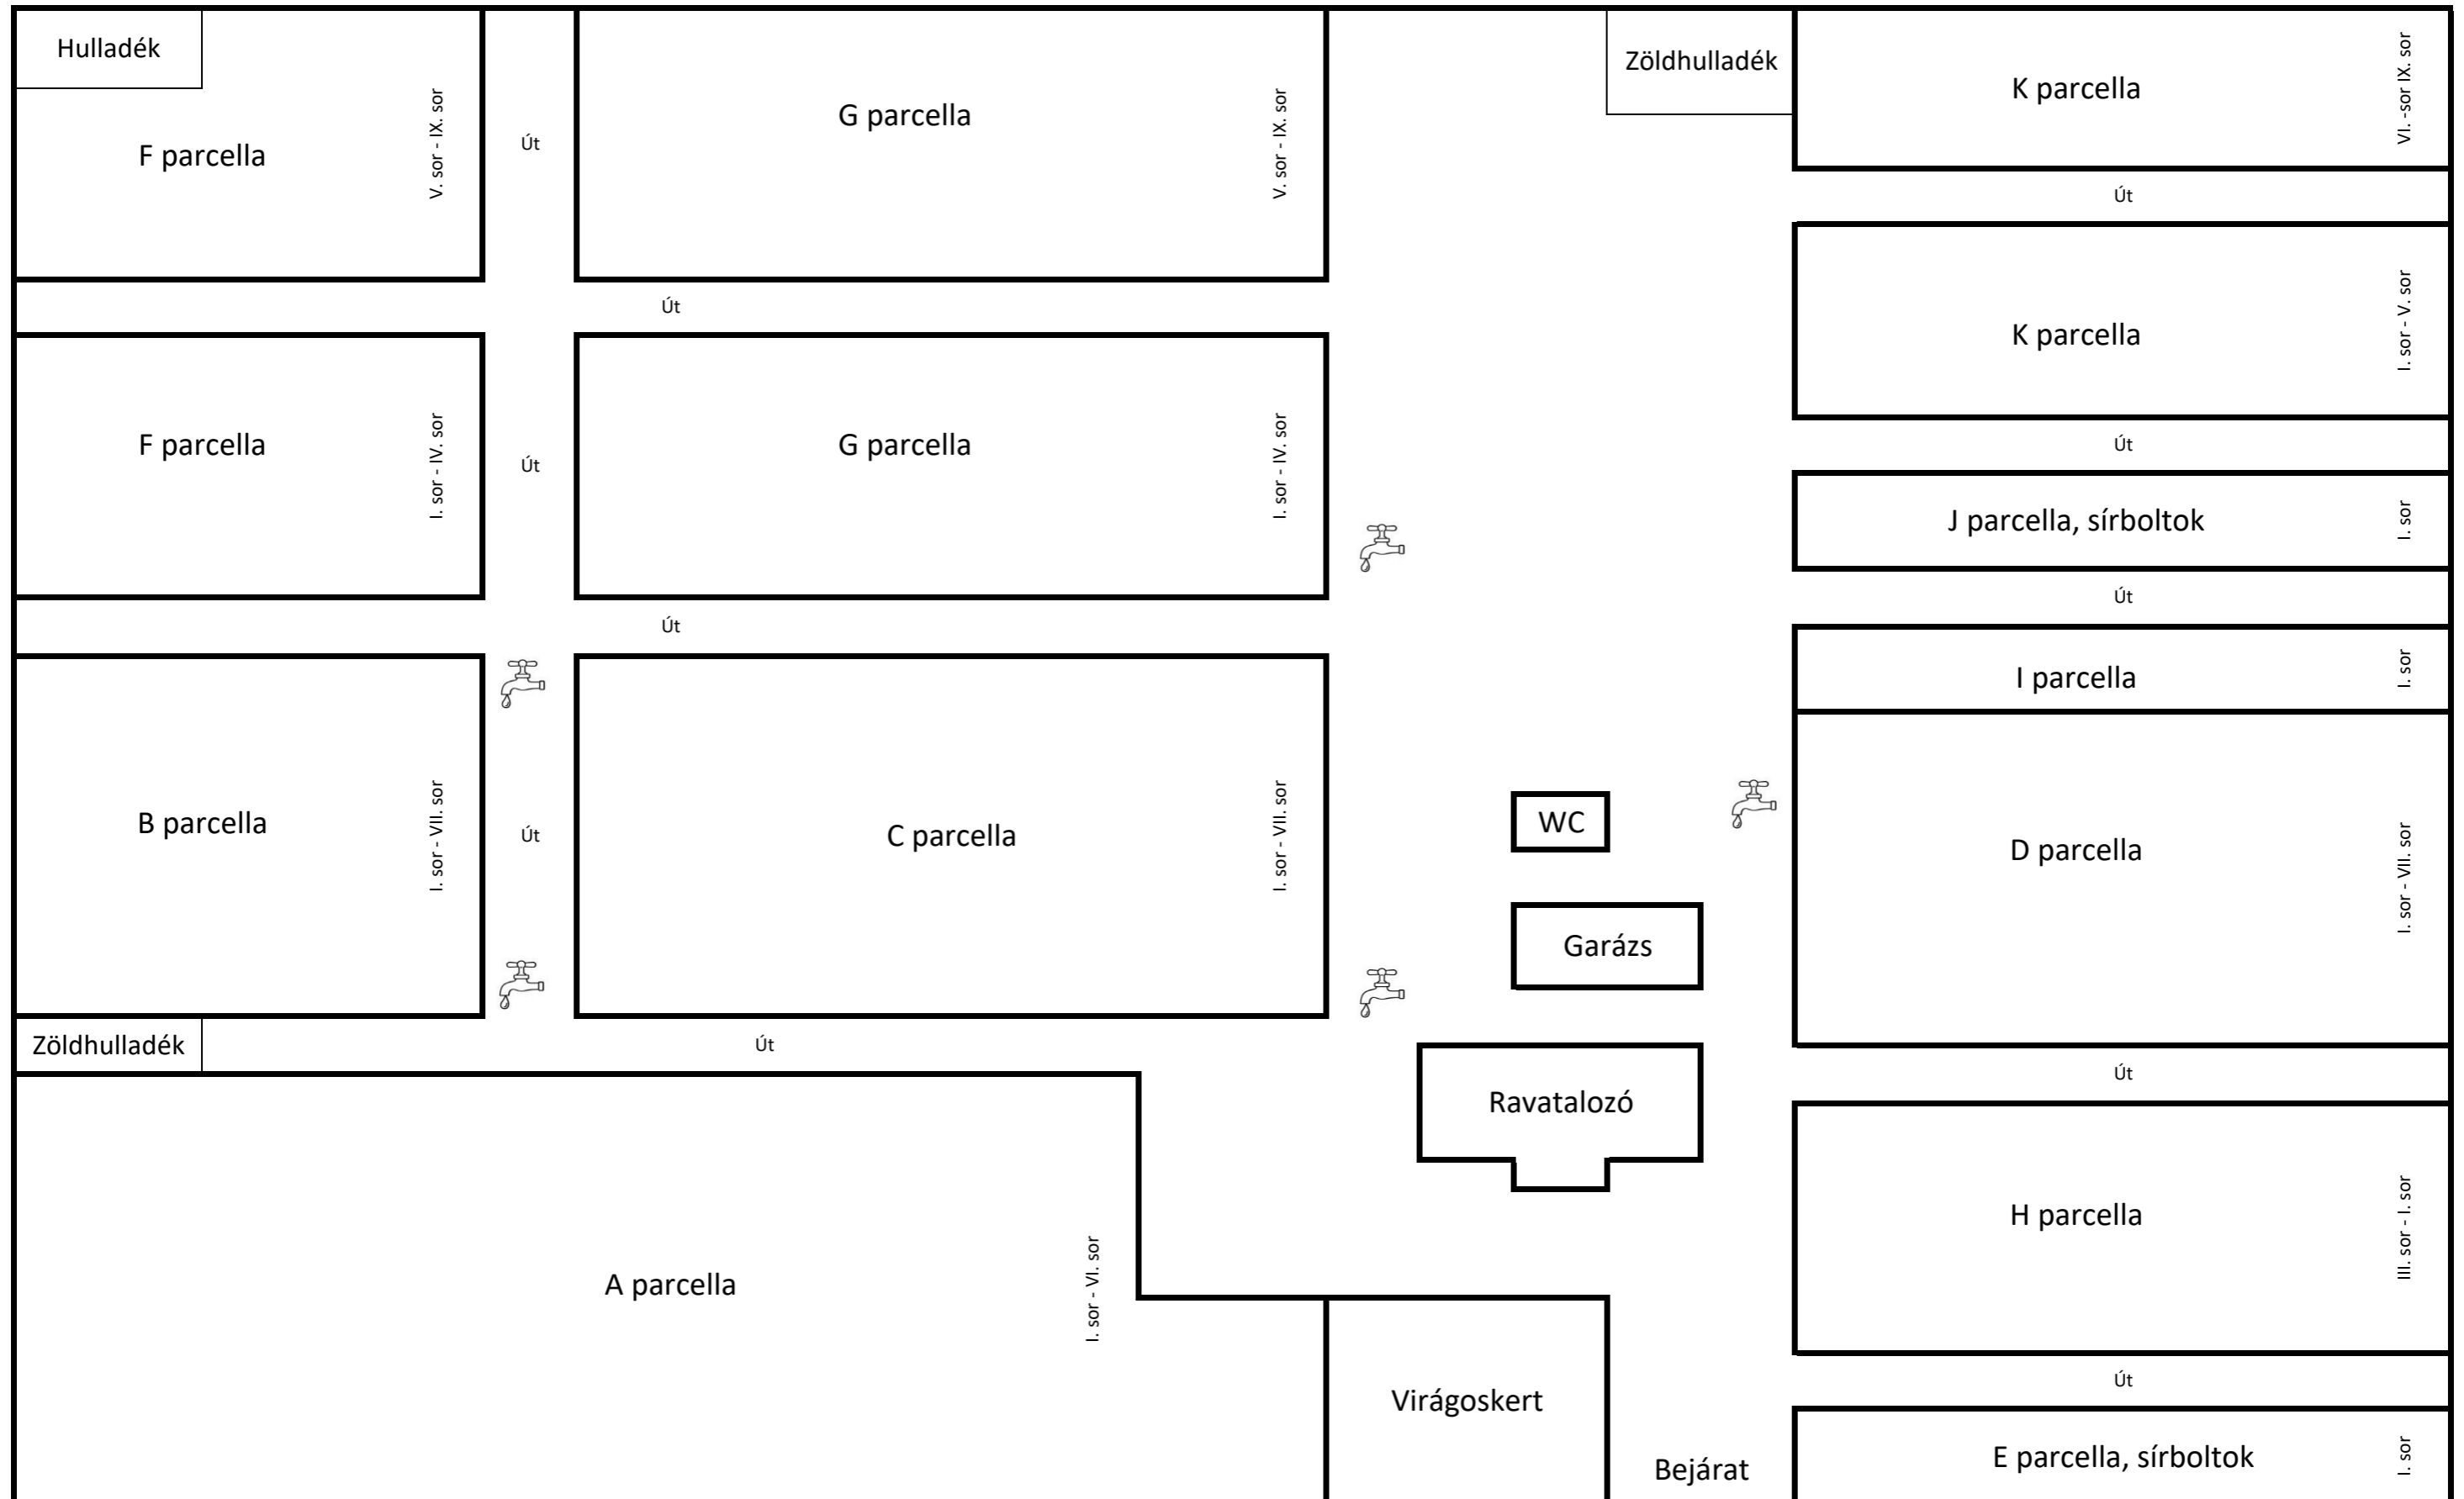 Hulladék
F parcella
V. sor - IX. sor
Út
G parcella
V. sor - IX. sor
Zöldhulladék
K parcella
VI. -sor IX. sor
Út
Út
K parcella
I. sor - V. sor
F parcella
I. sor - IV. sor
Út
G parcella
I. sor - IV. sor
Út
J parcella, sírboltok
I. sor
Út
Út
I parcella
I. sor
B parcella
I. sor - VII. sor
Út
C parcella
I. sor - VII. sor
WC
D parcella
I. sor - VII. sor
Garázs
Zöldhulladék
Út
Ravatalozó
Út
H parcella
III. sor - I. sor
A parcella
I. sor - VI. sor
Út
Virágoskert
Bejárat
E parcella, sírboltok
I. sor